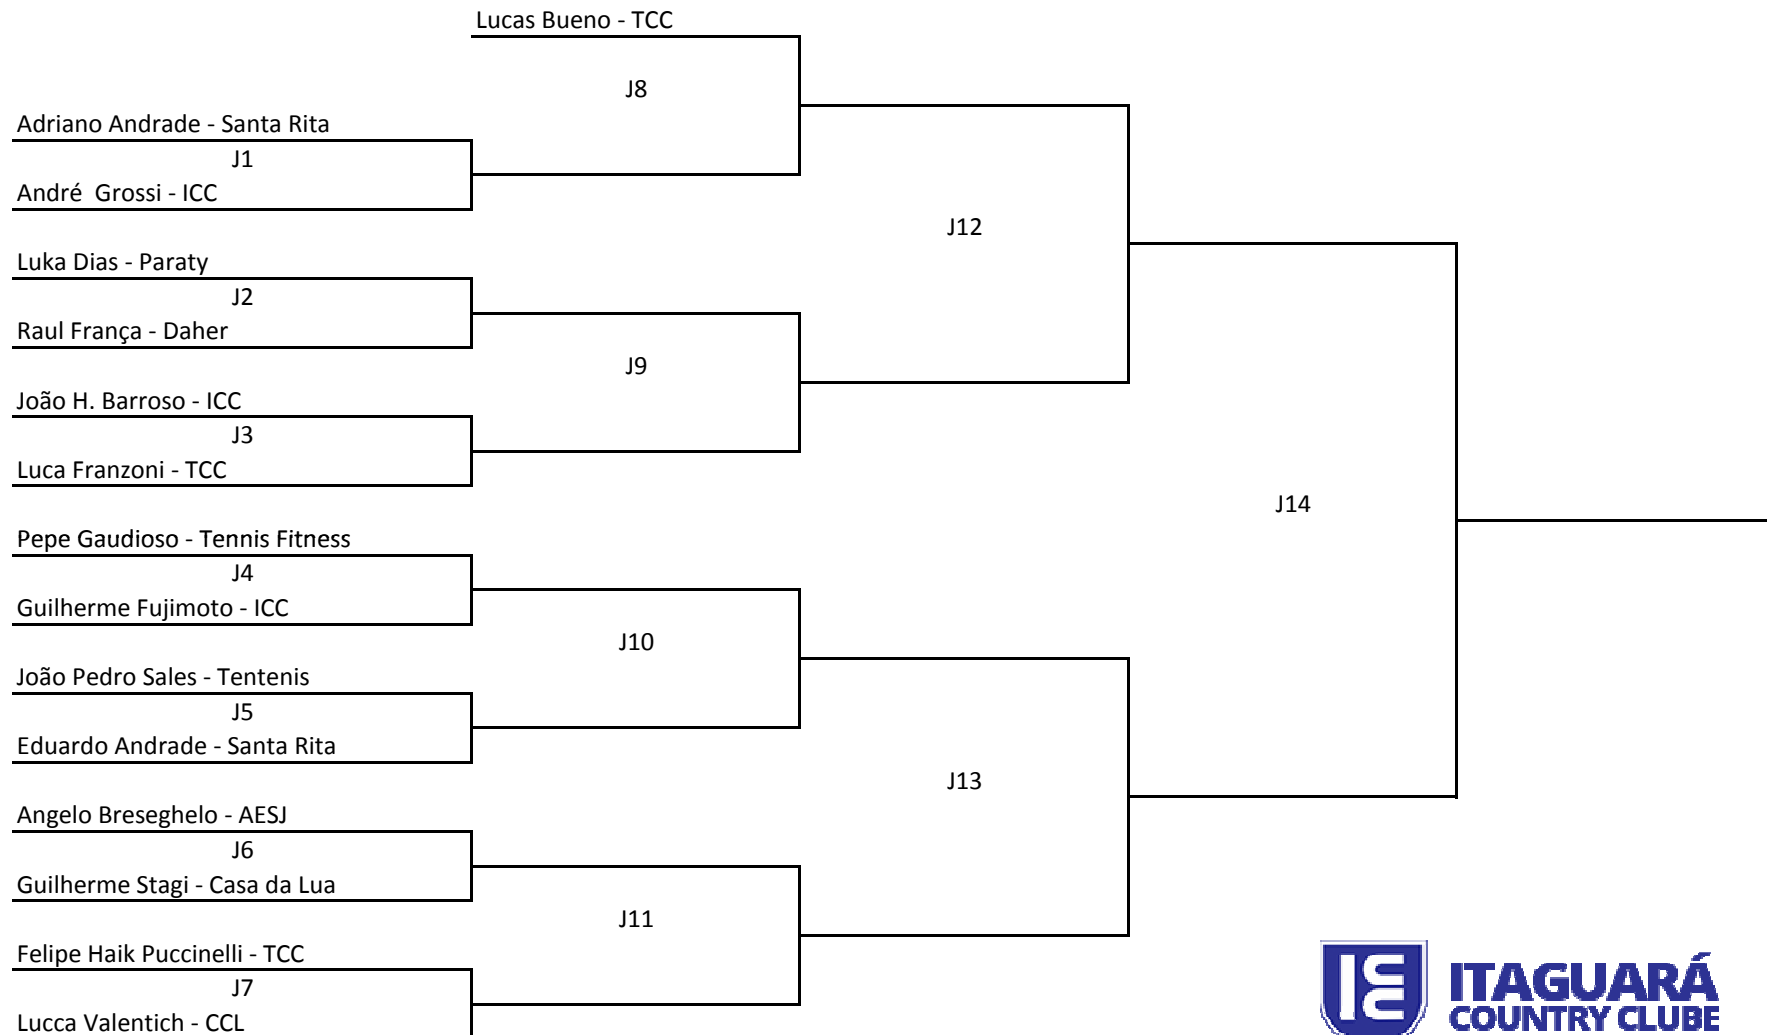 Lucas Bueno - TCC
J8
Adriano Andrade - Santa Rita
J1
André  Grossi - ICC
J12
Luka Dias - Paraty
J2
Raul França - Daher
J9
João H. Barroso - ICC
J3
Luca Franzoni - TCC
J14
Pepe Gaudioso - Tennis Fitness
J4
Guilherme Fujimoto - ICC
J10
João Pedro Sales - Tentenis
J5
Eduardo Andrade - Santa Rita
J13
Angelo Breseghelo - AESJ
J6
Guilherme Stagi - Casa da Lua
J11
Felipe Haik Puccinelli - TCC
J7
Lucca Valentich - CCL
ITAGUARÁ
COUNTRY CLUBE